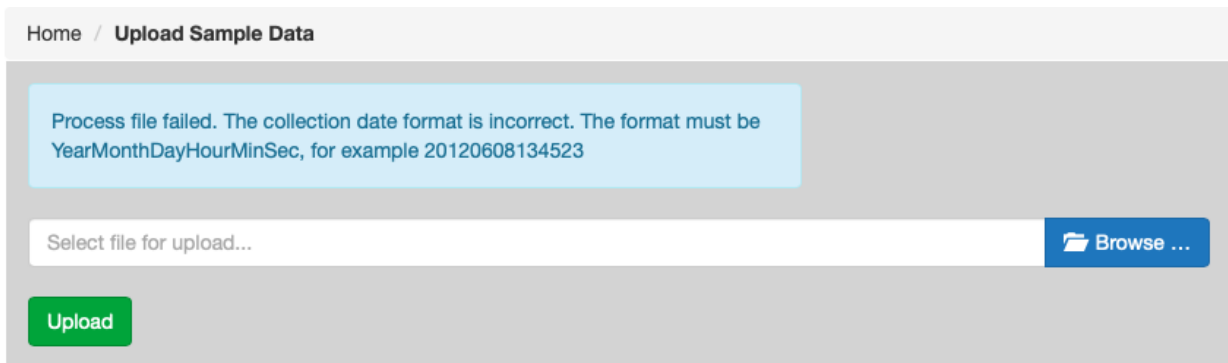 Home / Upload Sample Data
Process file failed. The collection date format is incorrect. The format must be
YearMonthDayHourMinSec, for example 20120608134523
Select file for upload...
Browse ...
Upload